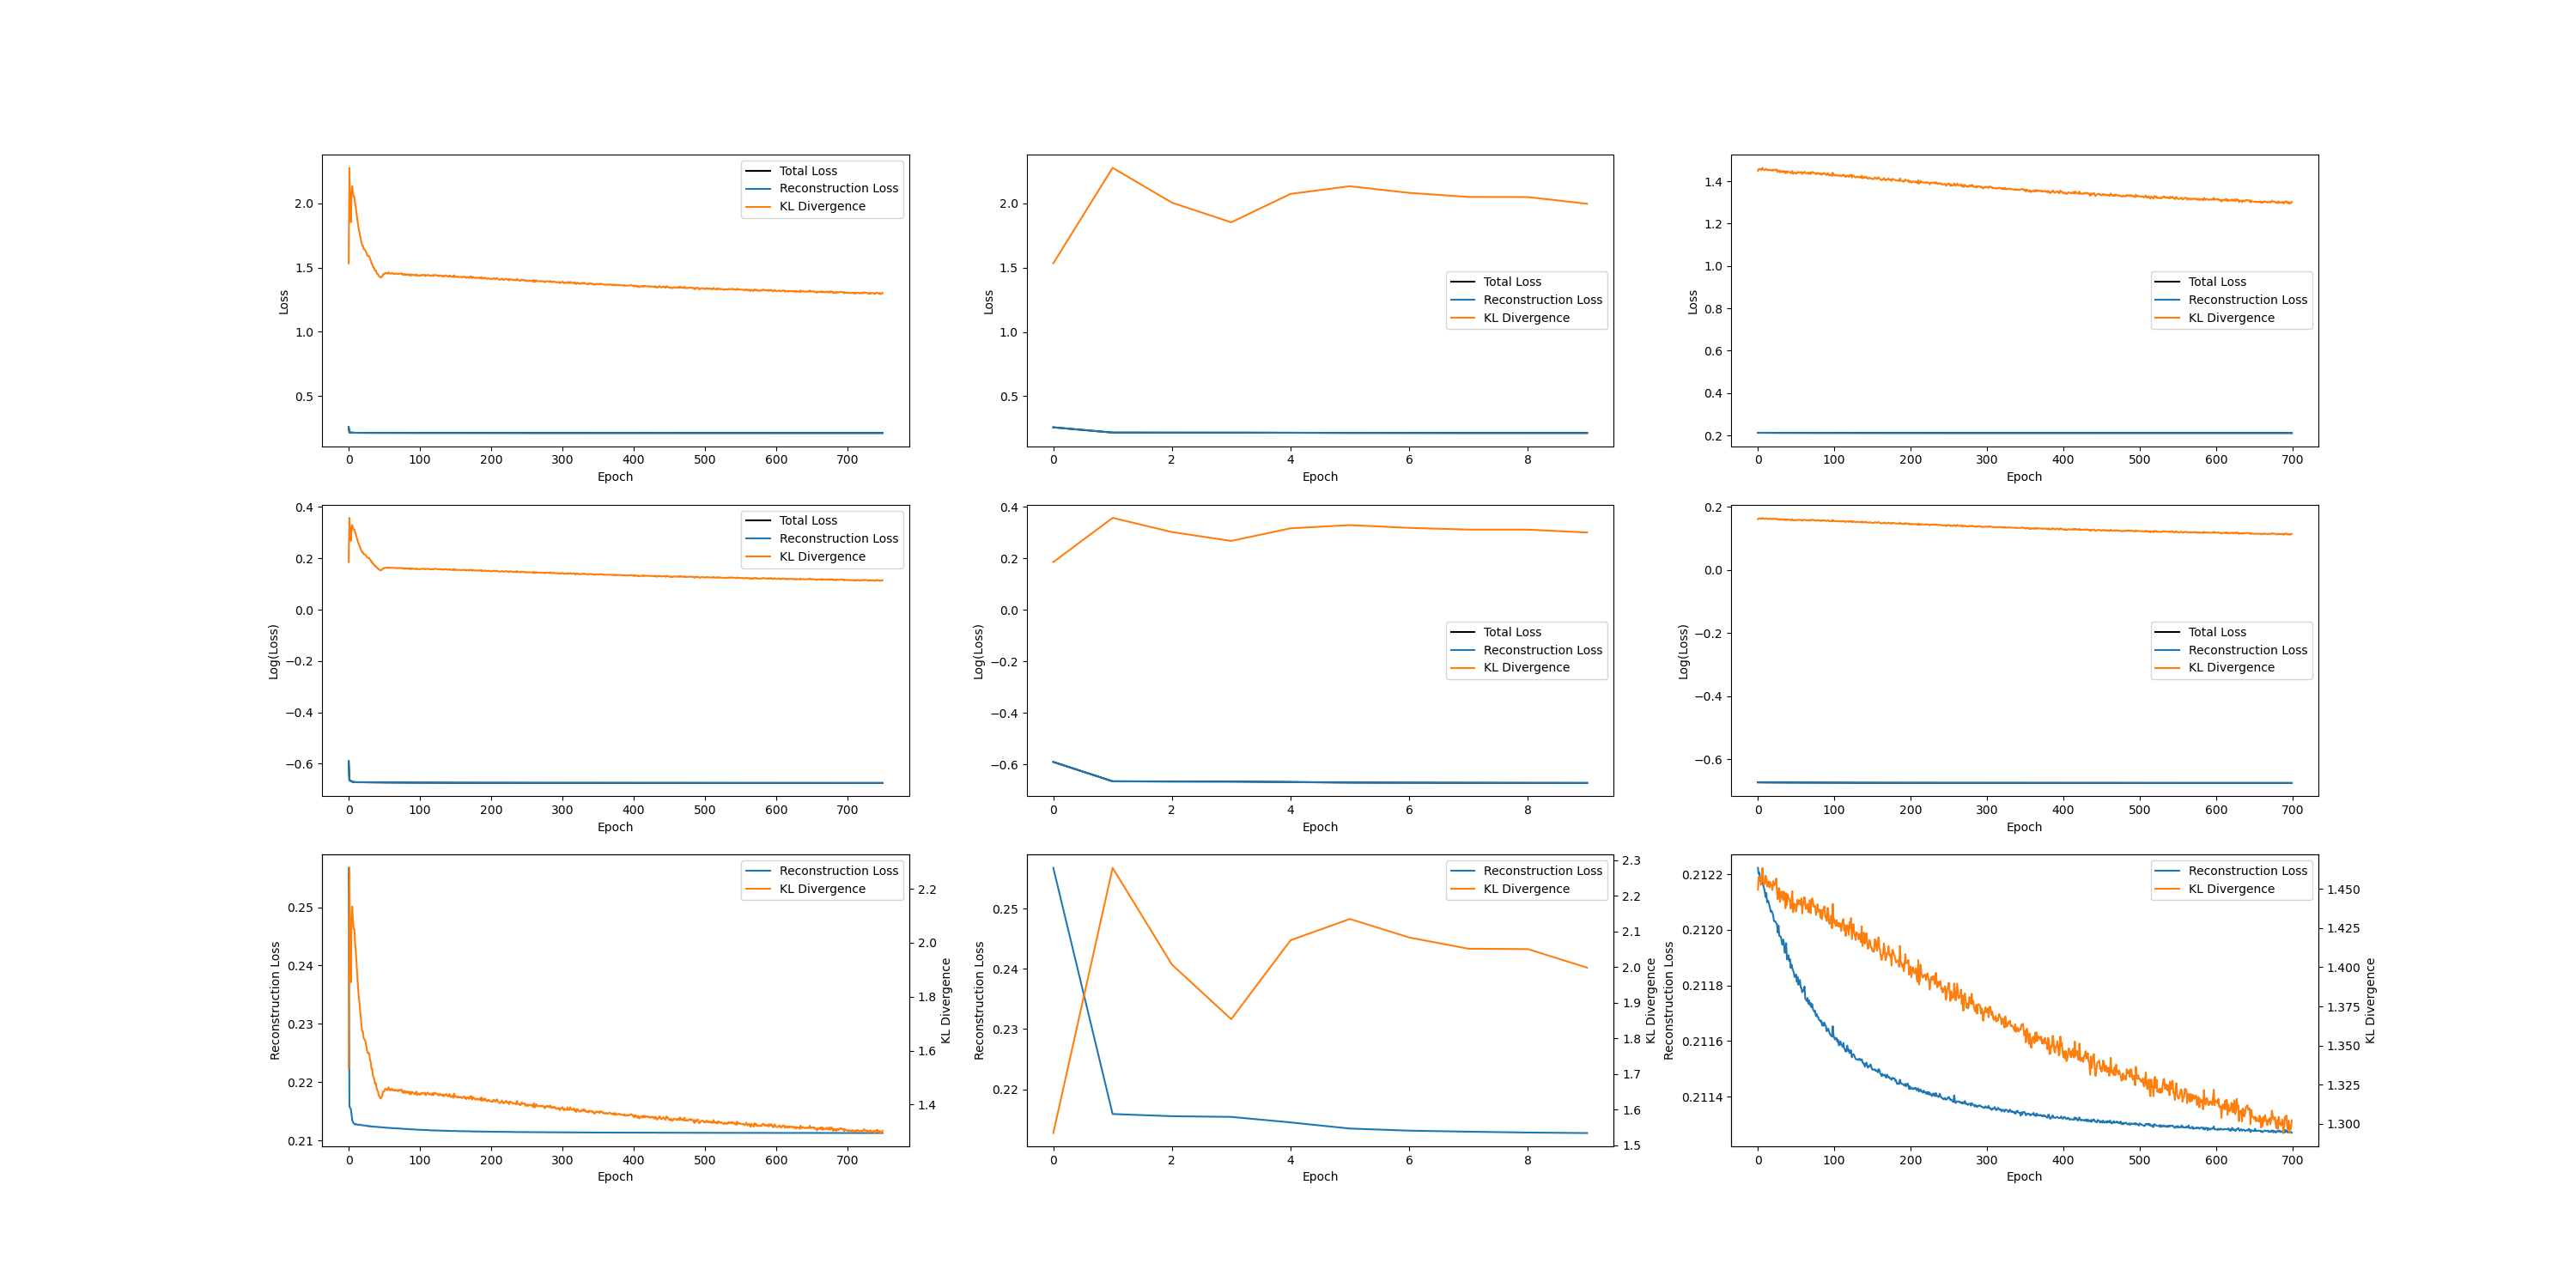 Loss
2.0
1.5
1.0
0.5
0 100 200 300 400 500 600 700
Epoch
Total Loss
Reconstruction Loss
KL Divergence
Loss
2.0
1.5
1.0
0.5
0 2 4 6 8
Epoch
Total Loss
Reconstruction Loss
KL Divergence
Loss
1.4
1.2
1.0
0.8
0.6
0.4
0.2
0 100 200 300 400 500 600 700
Epoch
Total Loss
Reconstruction Loss
KL Divergence
Log(Loss)
0.4
0.2
0.0
−0.2
−0.4
−0.6
0 100 200 300 400 500 600 700
Epoch
Total Loss
Reconstruction Loss
KL Divergence
Log(Loss)
0.4
0.2
0.0
−0.2
−0.4
−0.6
0 2 4 6 8
Epoch
Total Loss
Reconstruction Loss
KL Divergence
Log(Loss)
0.2
0.0
−0.2
−0.4
−0.6
0 100 200 300 400 500 600 700
Epoch
Total Loss
Reconstruction Loss
KL Divergence
Reconstruction Loss
0.25
0.24
0.23
0.22
0.21
0 100 200 300 400 500 600 700
Epoch
Reconstruction Loss
KL Divergence
2.2
2.0
1.8
1.6
1.4
KL Divergence
Reconstruction Loss
0.25
0.24
0.23
0.22
0 2 4 6 8
Epoch
Reconstruction Loss
KL Divergence
2.3
2.2
2.1
2.0
1.9
1.8
1.7
1.6
1.5
KL Divergence
Reconstruction Loss
0.2122
0.2120
0.2118
0.2116
0.2114
0 100 200 300 400 500 600 700
Epoch
Reconstruction Loss
KL Divergence
1.450
1.425
1.400
1.375
1.350
1.325
1.300
KL Divergence